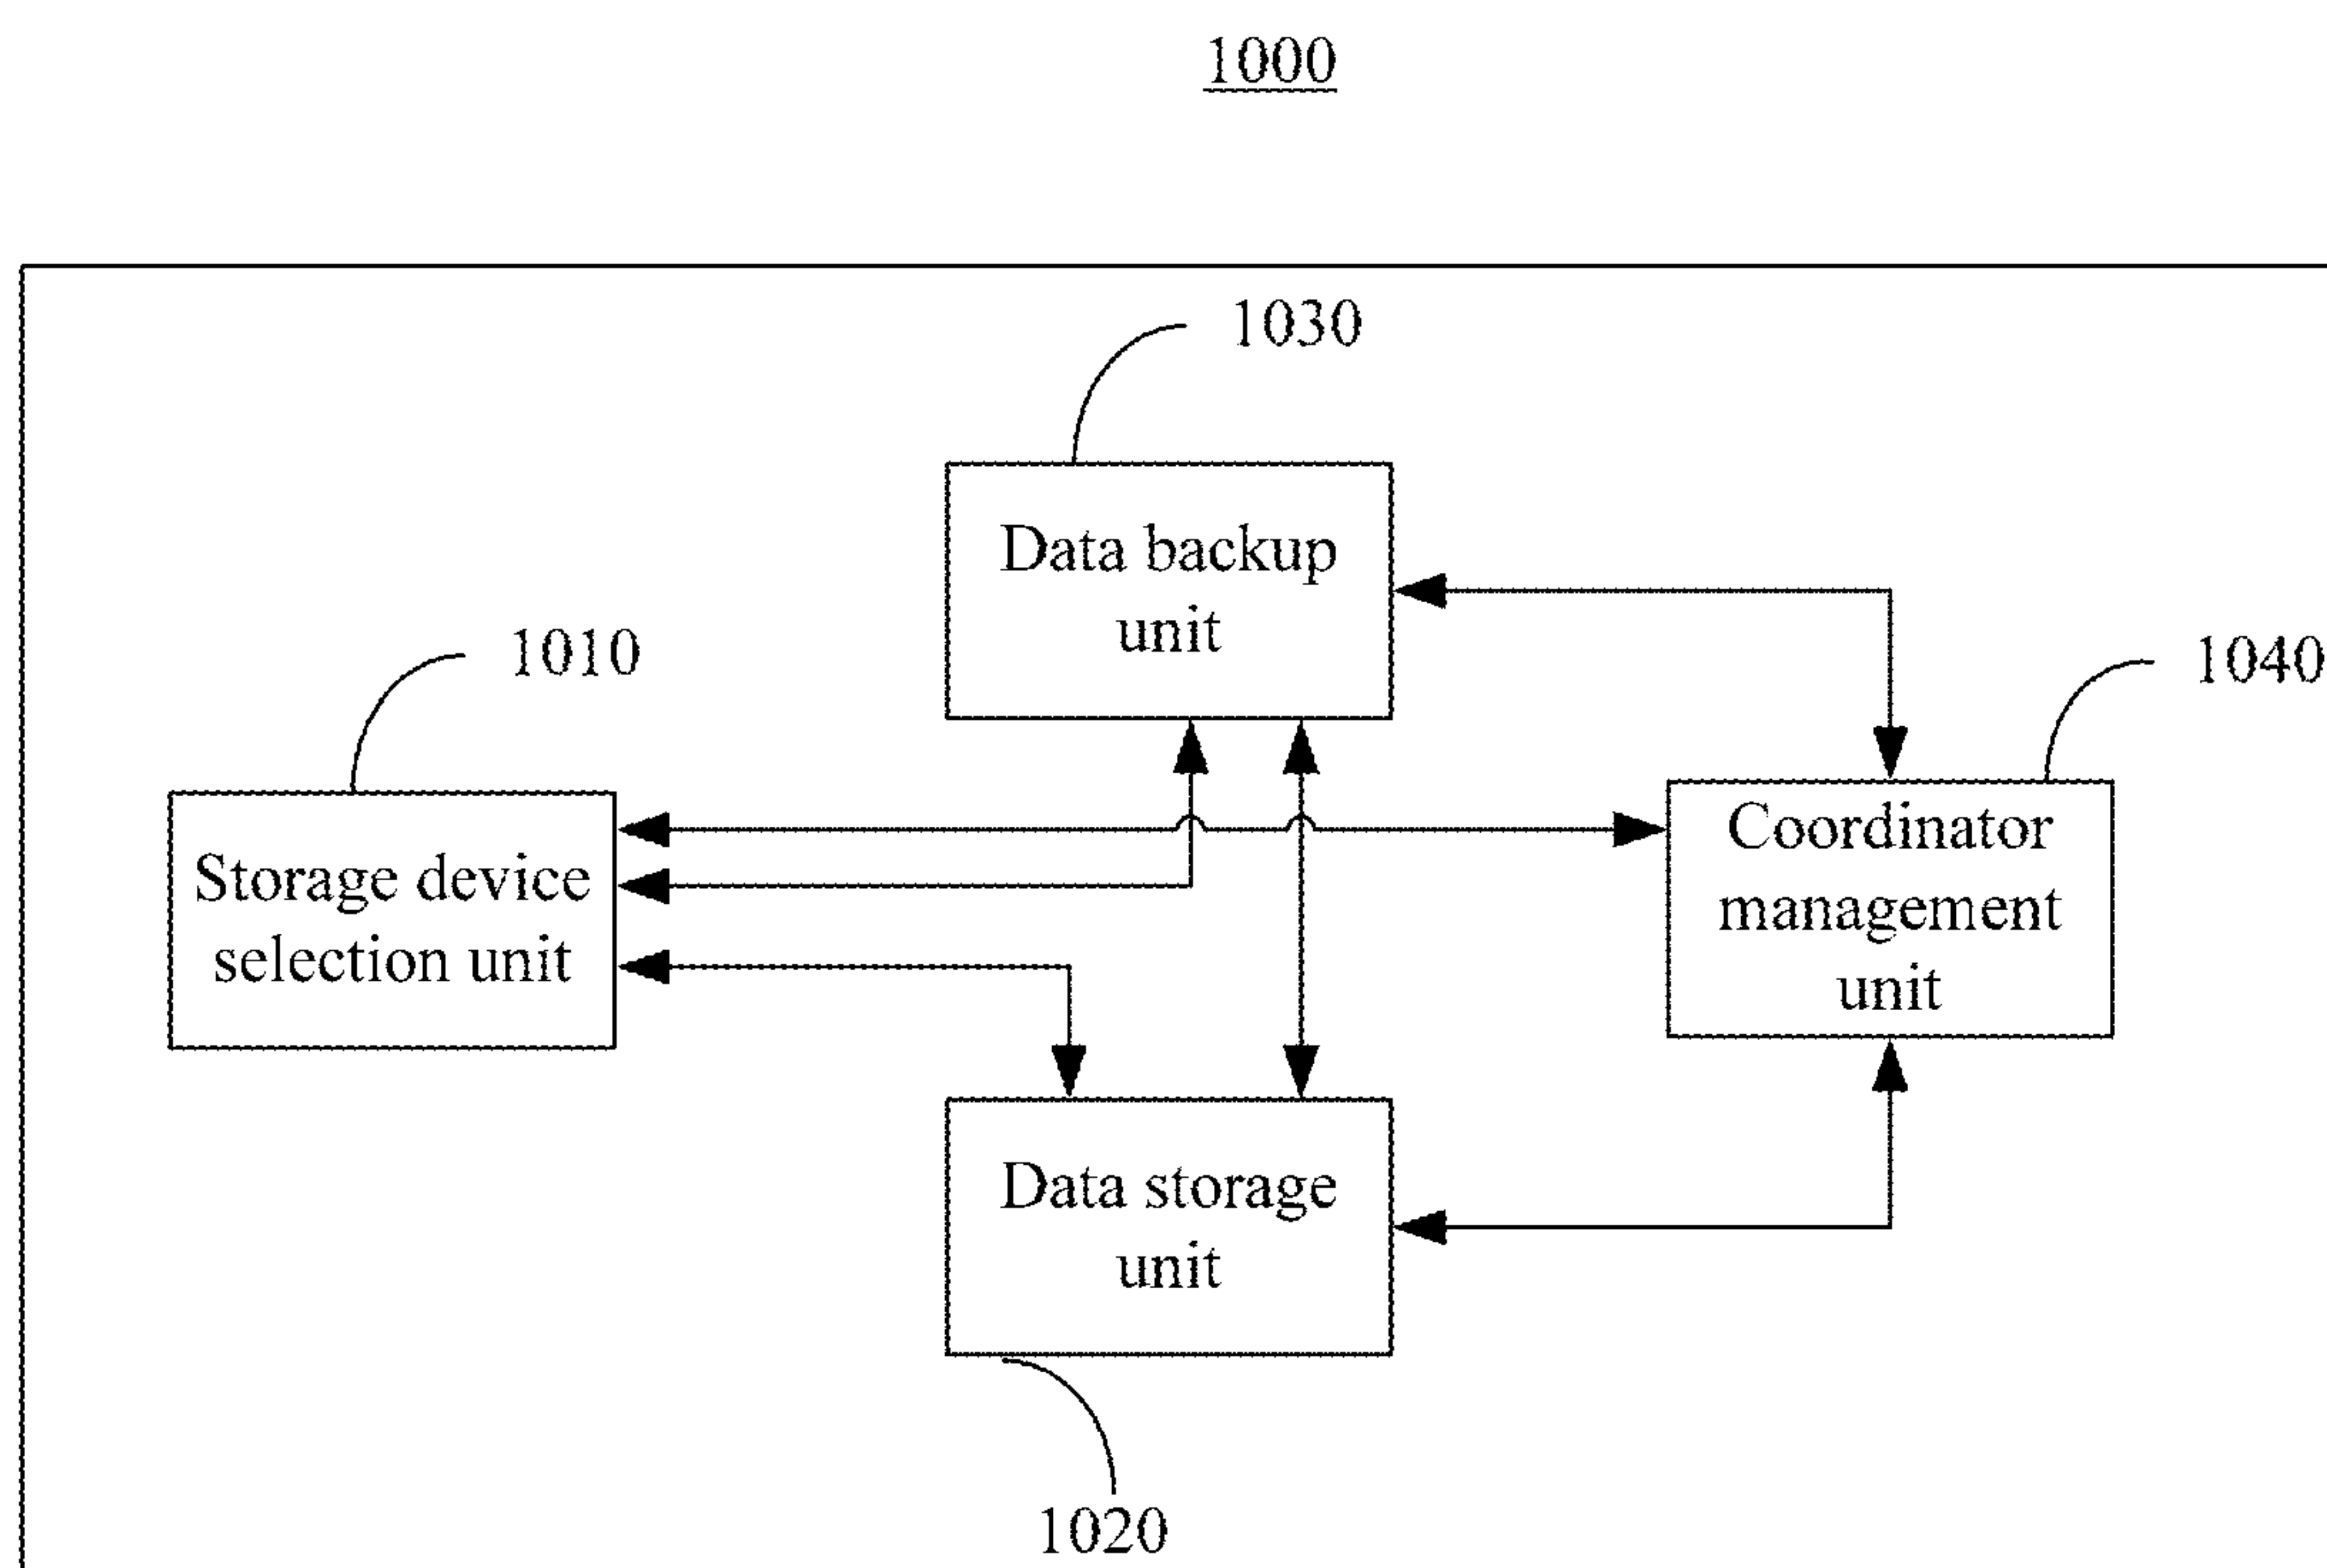 1000
1030
Data backup
unit
1010
1040
Storage device
selection unit
Coordinator
management
unit
Data storage
unit
1020